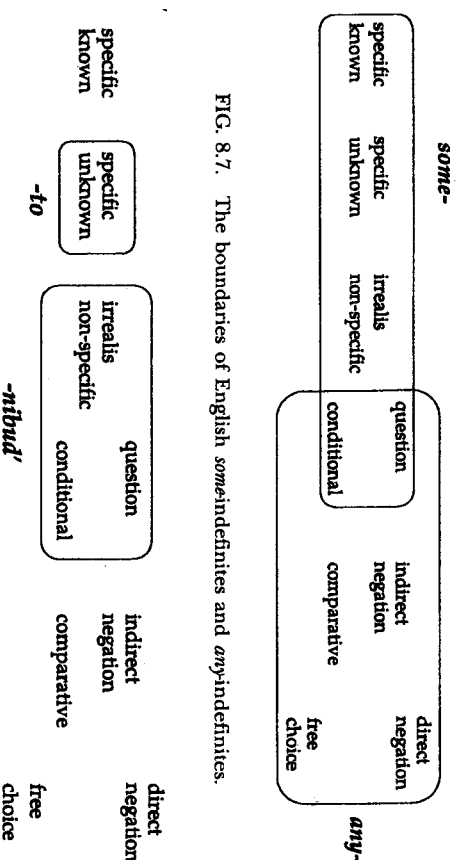 some-
specific
known
specific
unknown
irrealis
non-specific
question
conditional
indirect
negation
comparative
direct
negation
free
choice
any-
FIG. 8.7. The boundaries of English some-indefinites and any-indefinites.
specific
known
specific
unknown
-to
irrealis
non-specific
question
conditional
-nibud'
indirect
negation
comparative
direct
negation
free
choice